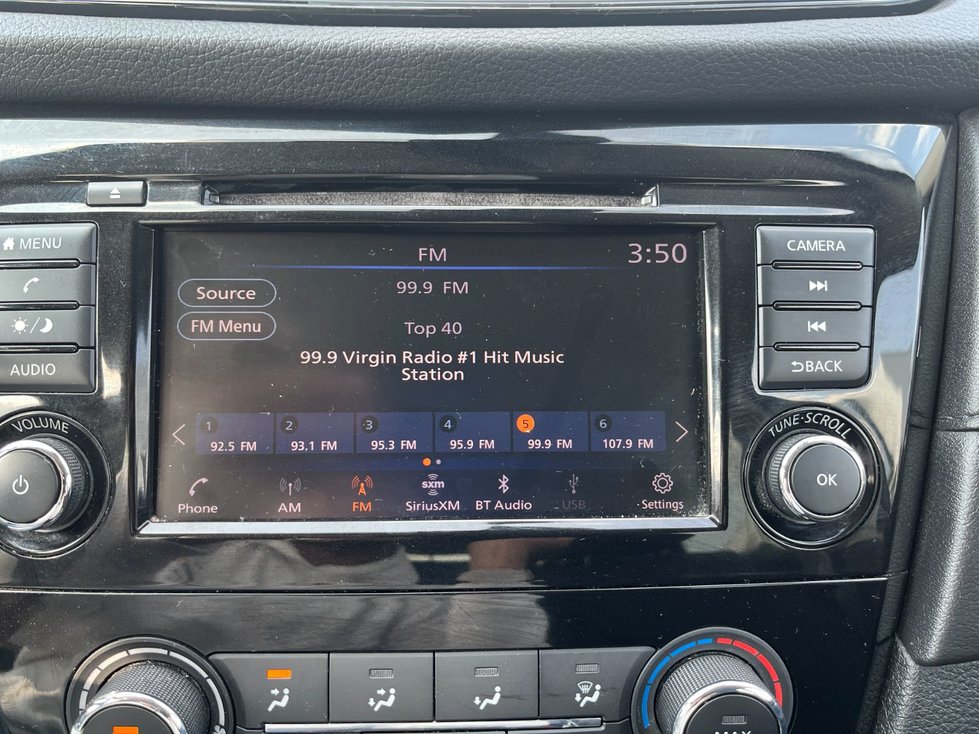 MENU
AUDIO
VOLUME
FM
3:50
Source
FM Menu
99.9 FM
Top 40
99.9 Virgin Radio #1 Hit Music
Station
1 2 3 4 5 6
92.5 FM 93.1 FM 95.3 FM 95.9 FM 99.9 FM 107.9 FM
sxm
Phone AM FM SiriusXM BT Audio USB Settings
CAMERA
BACK
TUNE·SCROLL
OK
MAX